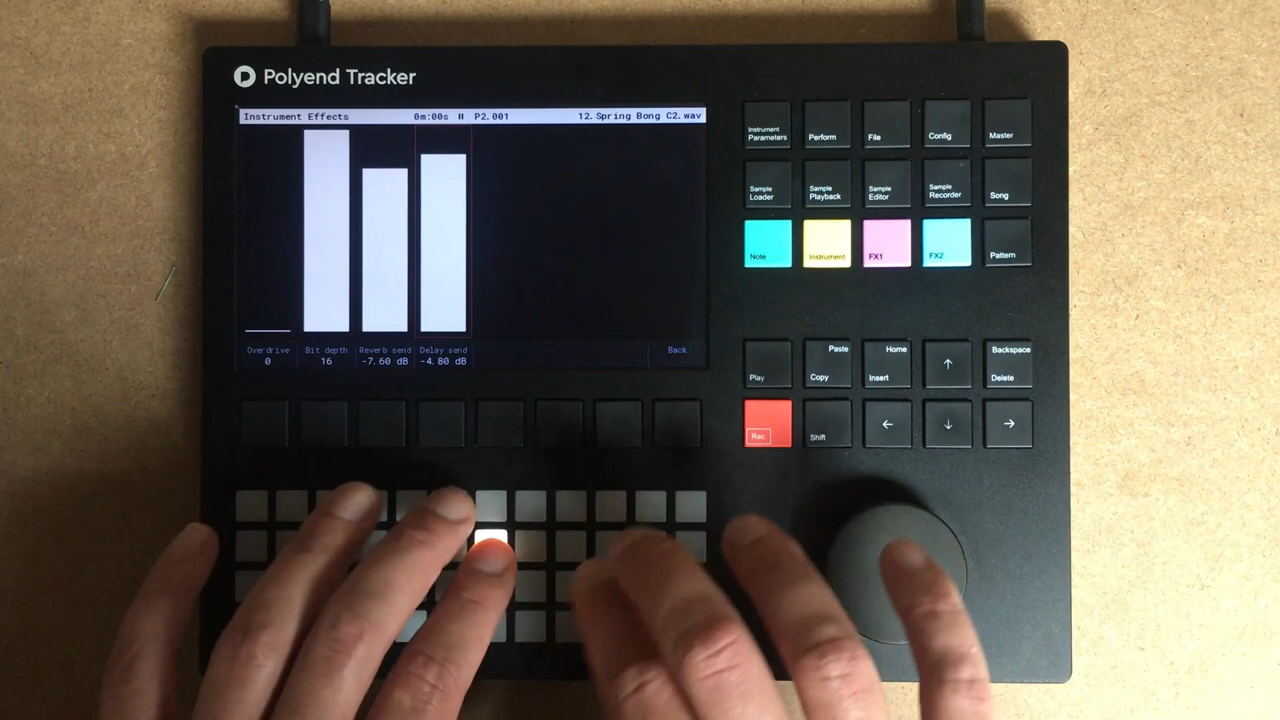 Polyend Tracker
Instrument Effects 0m:00s P2.001 12. Spring Bong C2.wav
Overdrive Bit depth Reverb send Delay send Back
0 16 -7.60 dB -4.80 dB
Instrument Parameters
Perform
File
Config
Master
Sample Loader
Sample Playback
Sample Editor
Sample Recorder
Song
Note
Instrument
FX1
FX2
Pattern
Play
Paste
Copy
Home
Insert
↑
Backspace
Delete
Rec
Shift
←
↓
→